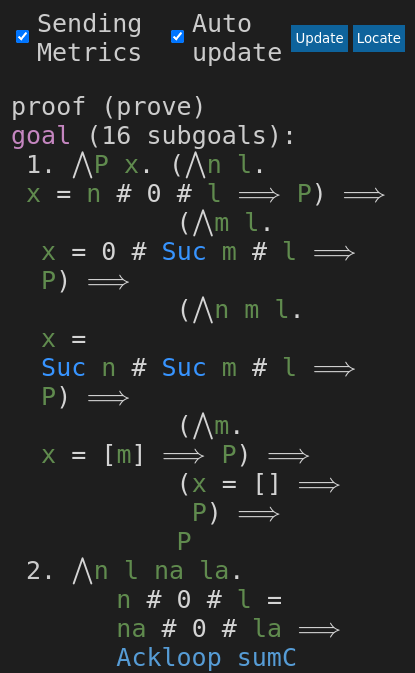 Sending Metrics Auto update Update Locate
proof (prove)
goal (16 subgoals):
1. ⋀P x. (⋀n l.
x = n # 0 # l ⟹ P) ⟹
(⋀m l.
x = 0 # Suc m # l ⟹
P) ⟹
(⋀n m l.
x =
Suc n # Suc m # l ⟹
P) ⟹
(⋀m.
x = [m] ⟹ P) ⟹
(x = [] ⟹
P) ⟹
P
2. ⋀n l na la.
n # 0 # l =
na # 0 # la ⟹
Ackloop sumC